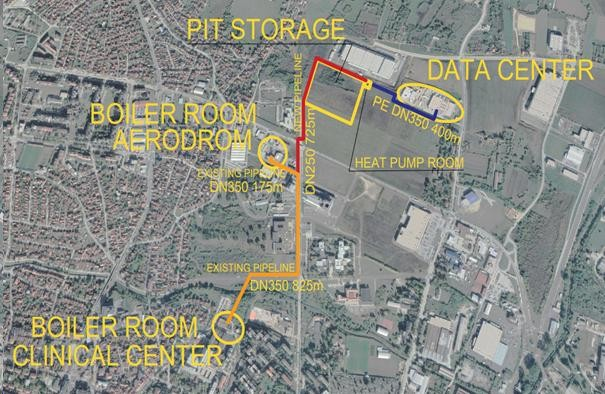 PIT STORAGE
DATA CENTER
BOILER ROOM
AERODROM
NEW PIPELINE
DN250 725m
PE DN350 400m
HEAT PUMP ROOM
EXISTING PIPELINE
DN350 175m
EXISTING PIPELINE
DN350 825m
BOILER ROOM
CLINICAL CENTER